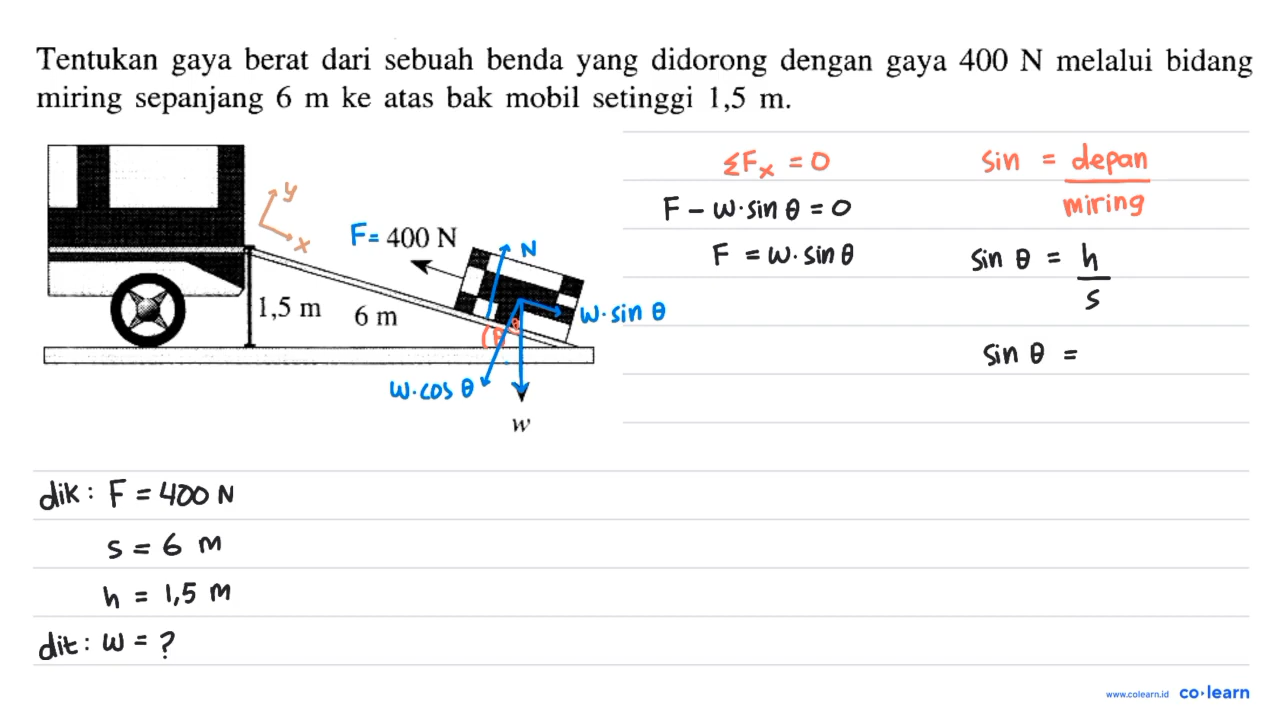 Tentukan gaya berat dari sebuah benda yang didorong dengan gaya 400 N melalui bidang
miring sepanjang 6 m ke atas bak mobil setinggi 1,5 m.
y
x
F= 400 N
N
1,5 m
6 m
θ
w·sin θ
w·cos θ
w
ΣFx = 0
F - w·sin θ = 0
F = w·sin θ
sin = depan
miring
sin θ = h
s
sin θ =
dik: F = 400 N
s = 6 m
h = 1,5 m
dit: w = ?
www.colearn.id co·learn